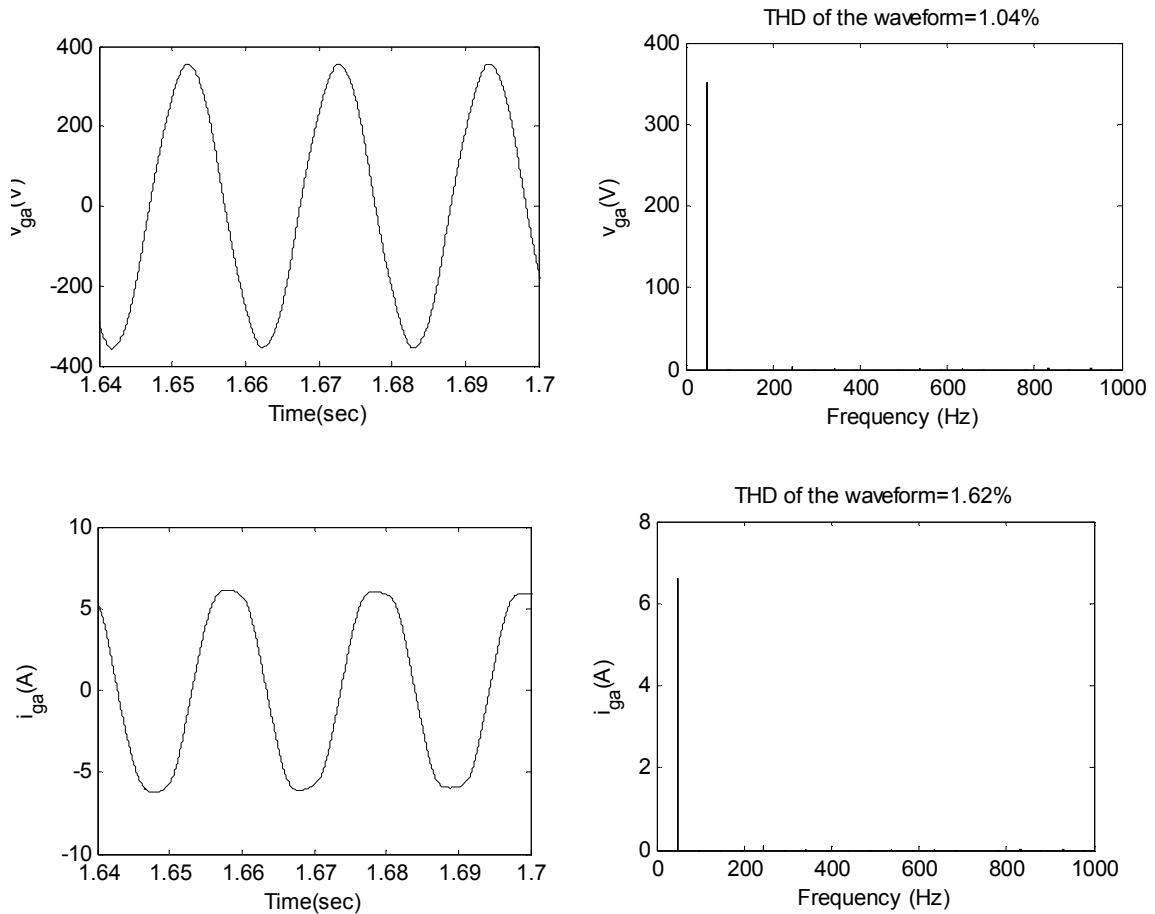 400
200
0
-200
-400
1.64 1.65 1.66 1.67 1.68 1.69 1.7
Time(sec)
v_ga(V)
THD of the waveform=1.04%
400
300
200
100
0
0 200 400 600 800 1000
Frequency (Hz)
v_ga(V)
10
5
0
-5
-10
1.64 1.65 1.66 1.67 1.68 1.69 1.7
Time(sec)
i_ga(A)
THD of the waveform=1.62%
8
6
4
2
0
0 200 400 600 800 1000
Frequency (Hz)
i_ga(A)